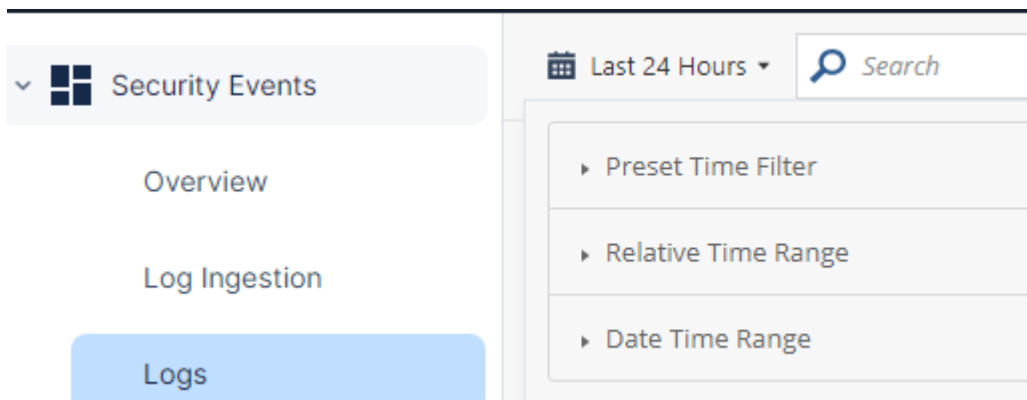 Security Events
Overview
Log Ingestion
Logs
Last 24 Hours
Search
Preset Time Filter
Relative Time Range
Date Time Range